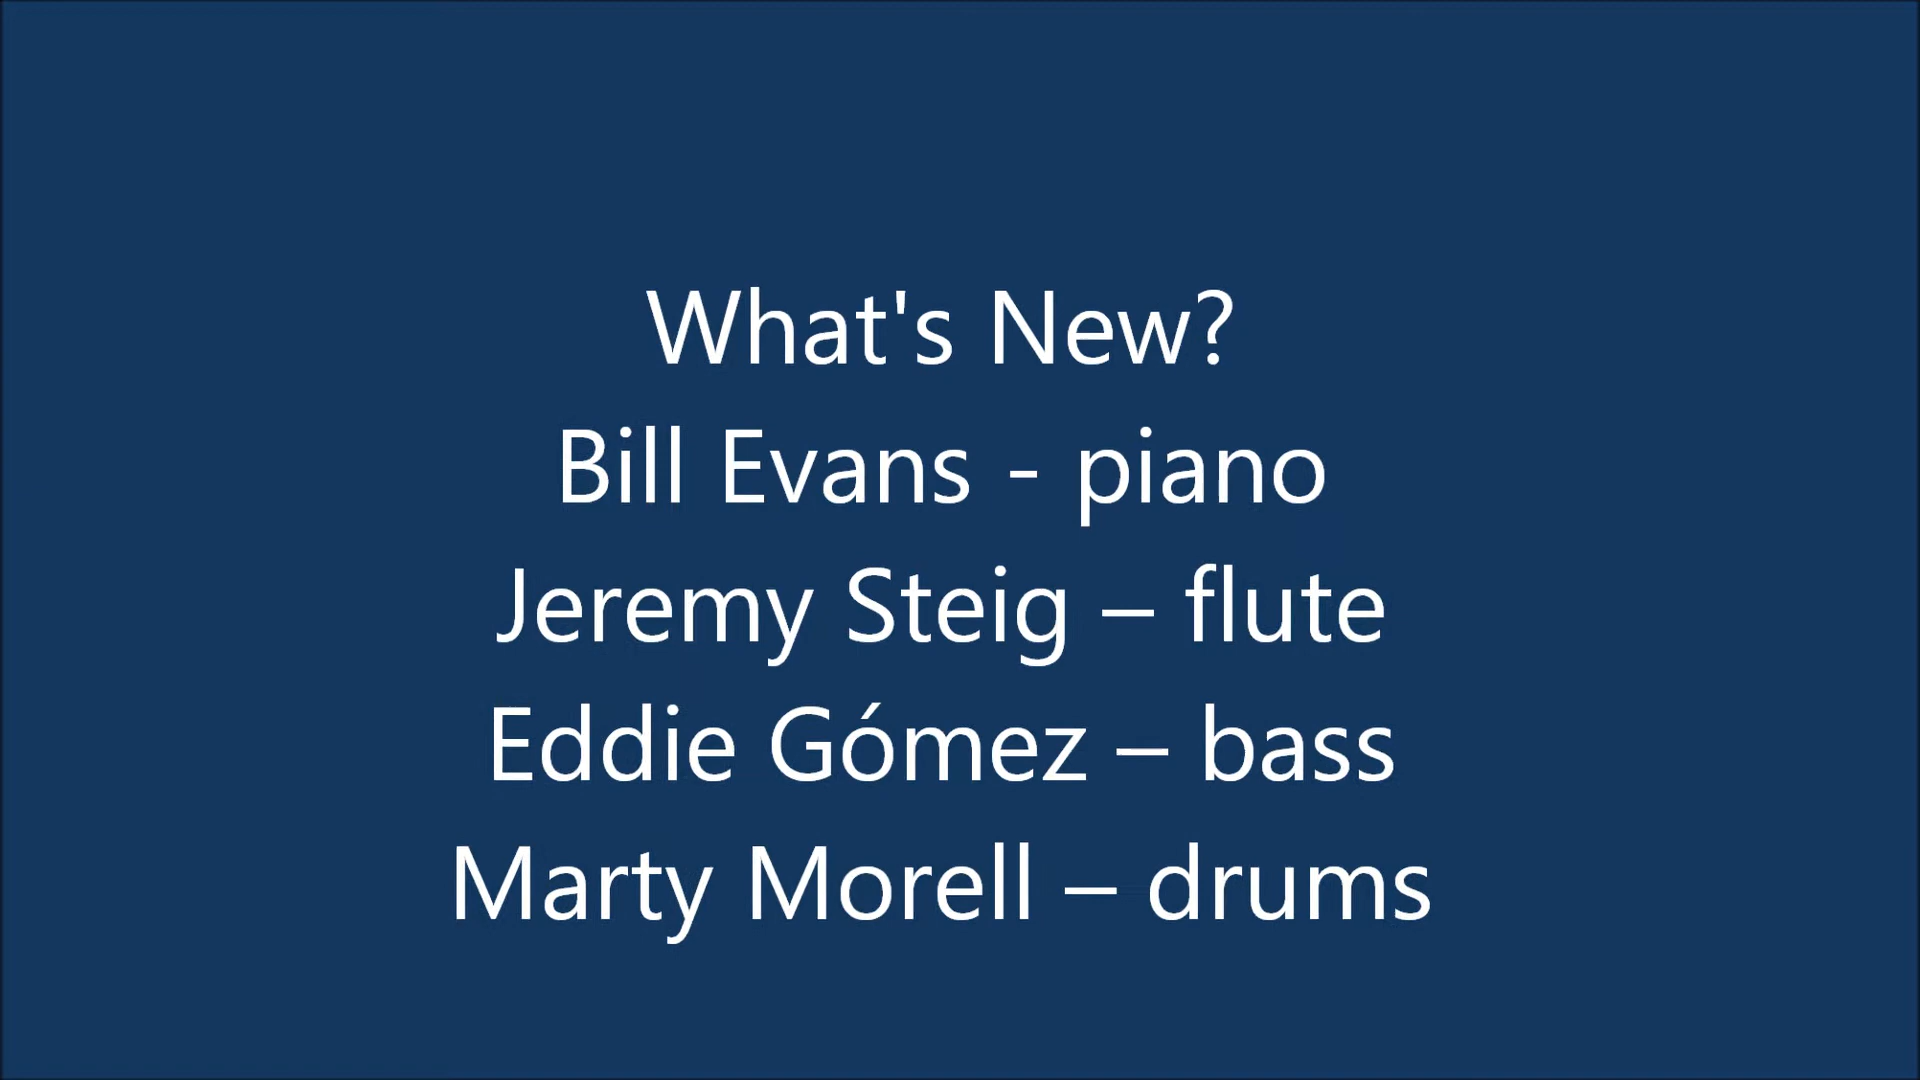 What's New?
Bill Evans - piano
Jeremy Steig – flute
Eddie Gómez – bass
Marty Morell – drums